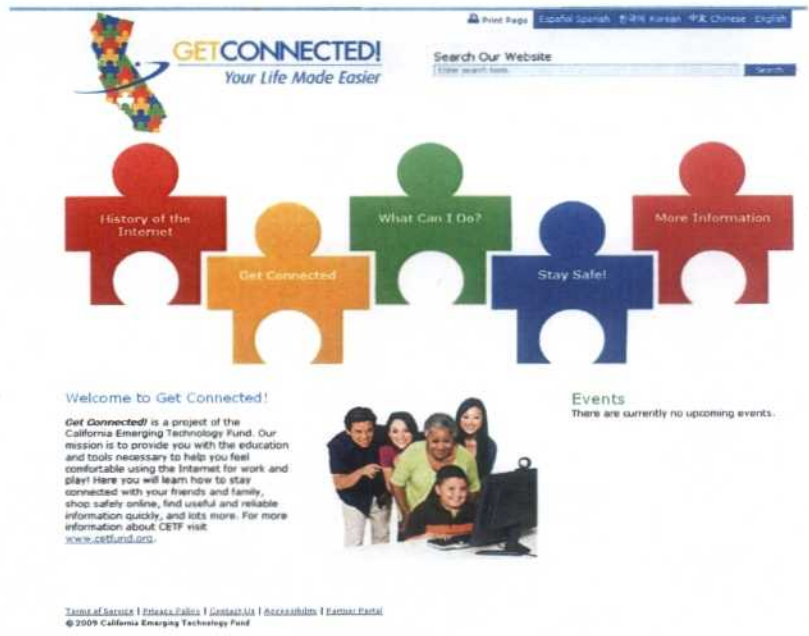 Print Page Español Spanish 한국어 Korean 中文 Chinese English
GETCONNECTED!
Your Life Made Easier
Search Our Website
Enter search here
Search
History of the
Internet
Get Connected
What Can I Do?
Stay Safe!
More Information
Welcome to Get Connected!
Get Connected! is a project of the
California Emerging Technology Fund. Our
mission is to provide you with the education
and tools necessary to help you feel
comfortable using the Internet for work and
play! Here you will learn how to stay
connected with your friends and family,
shop safely online, find useful and reliable
information quickly, and lots more. For more
information about CETF visit
www.cetfund.org.
Events
There are currently no upcoming events.
Terms of Service | Privacy Policy | Contact Us | Accessibility | Partner Portal
© 2009 California Emerging Technology Fund